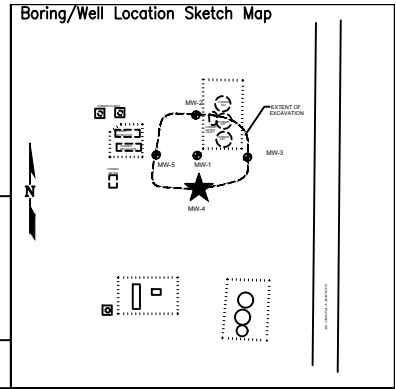 Boring/Well Location Sketch Map
MW-2
EXTENT OF
EXCAVATION
MW-5
MW-1
MW-3
MW-4
N